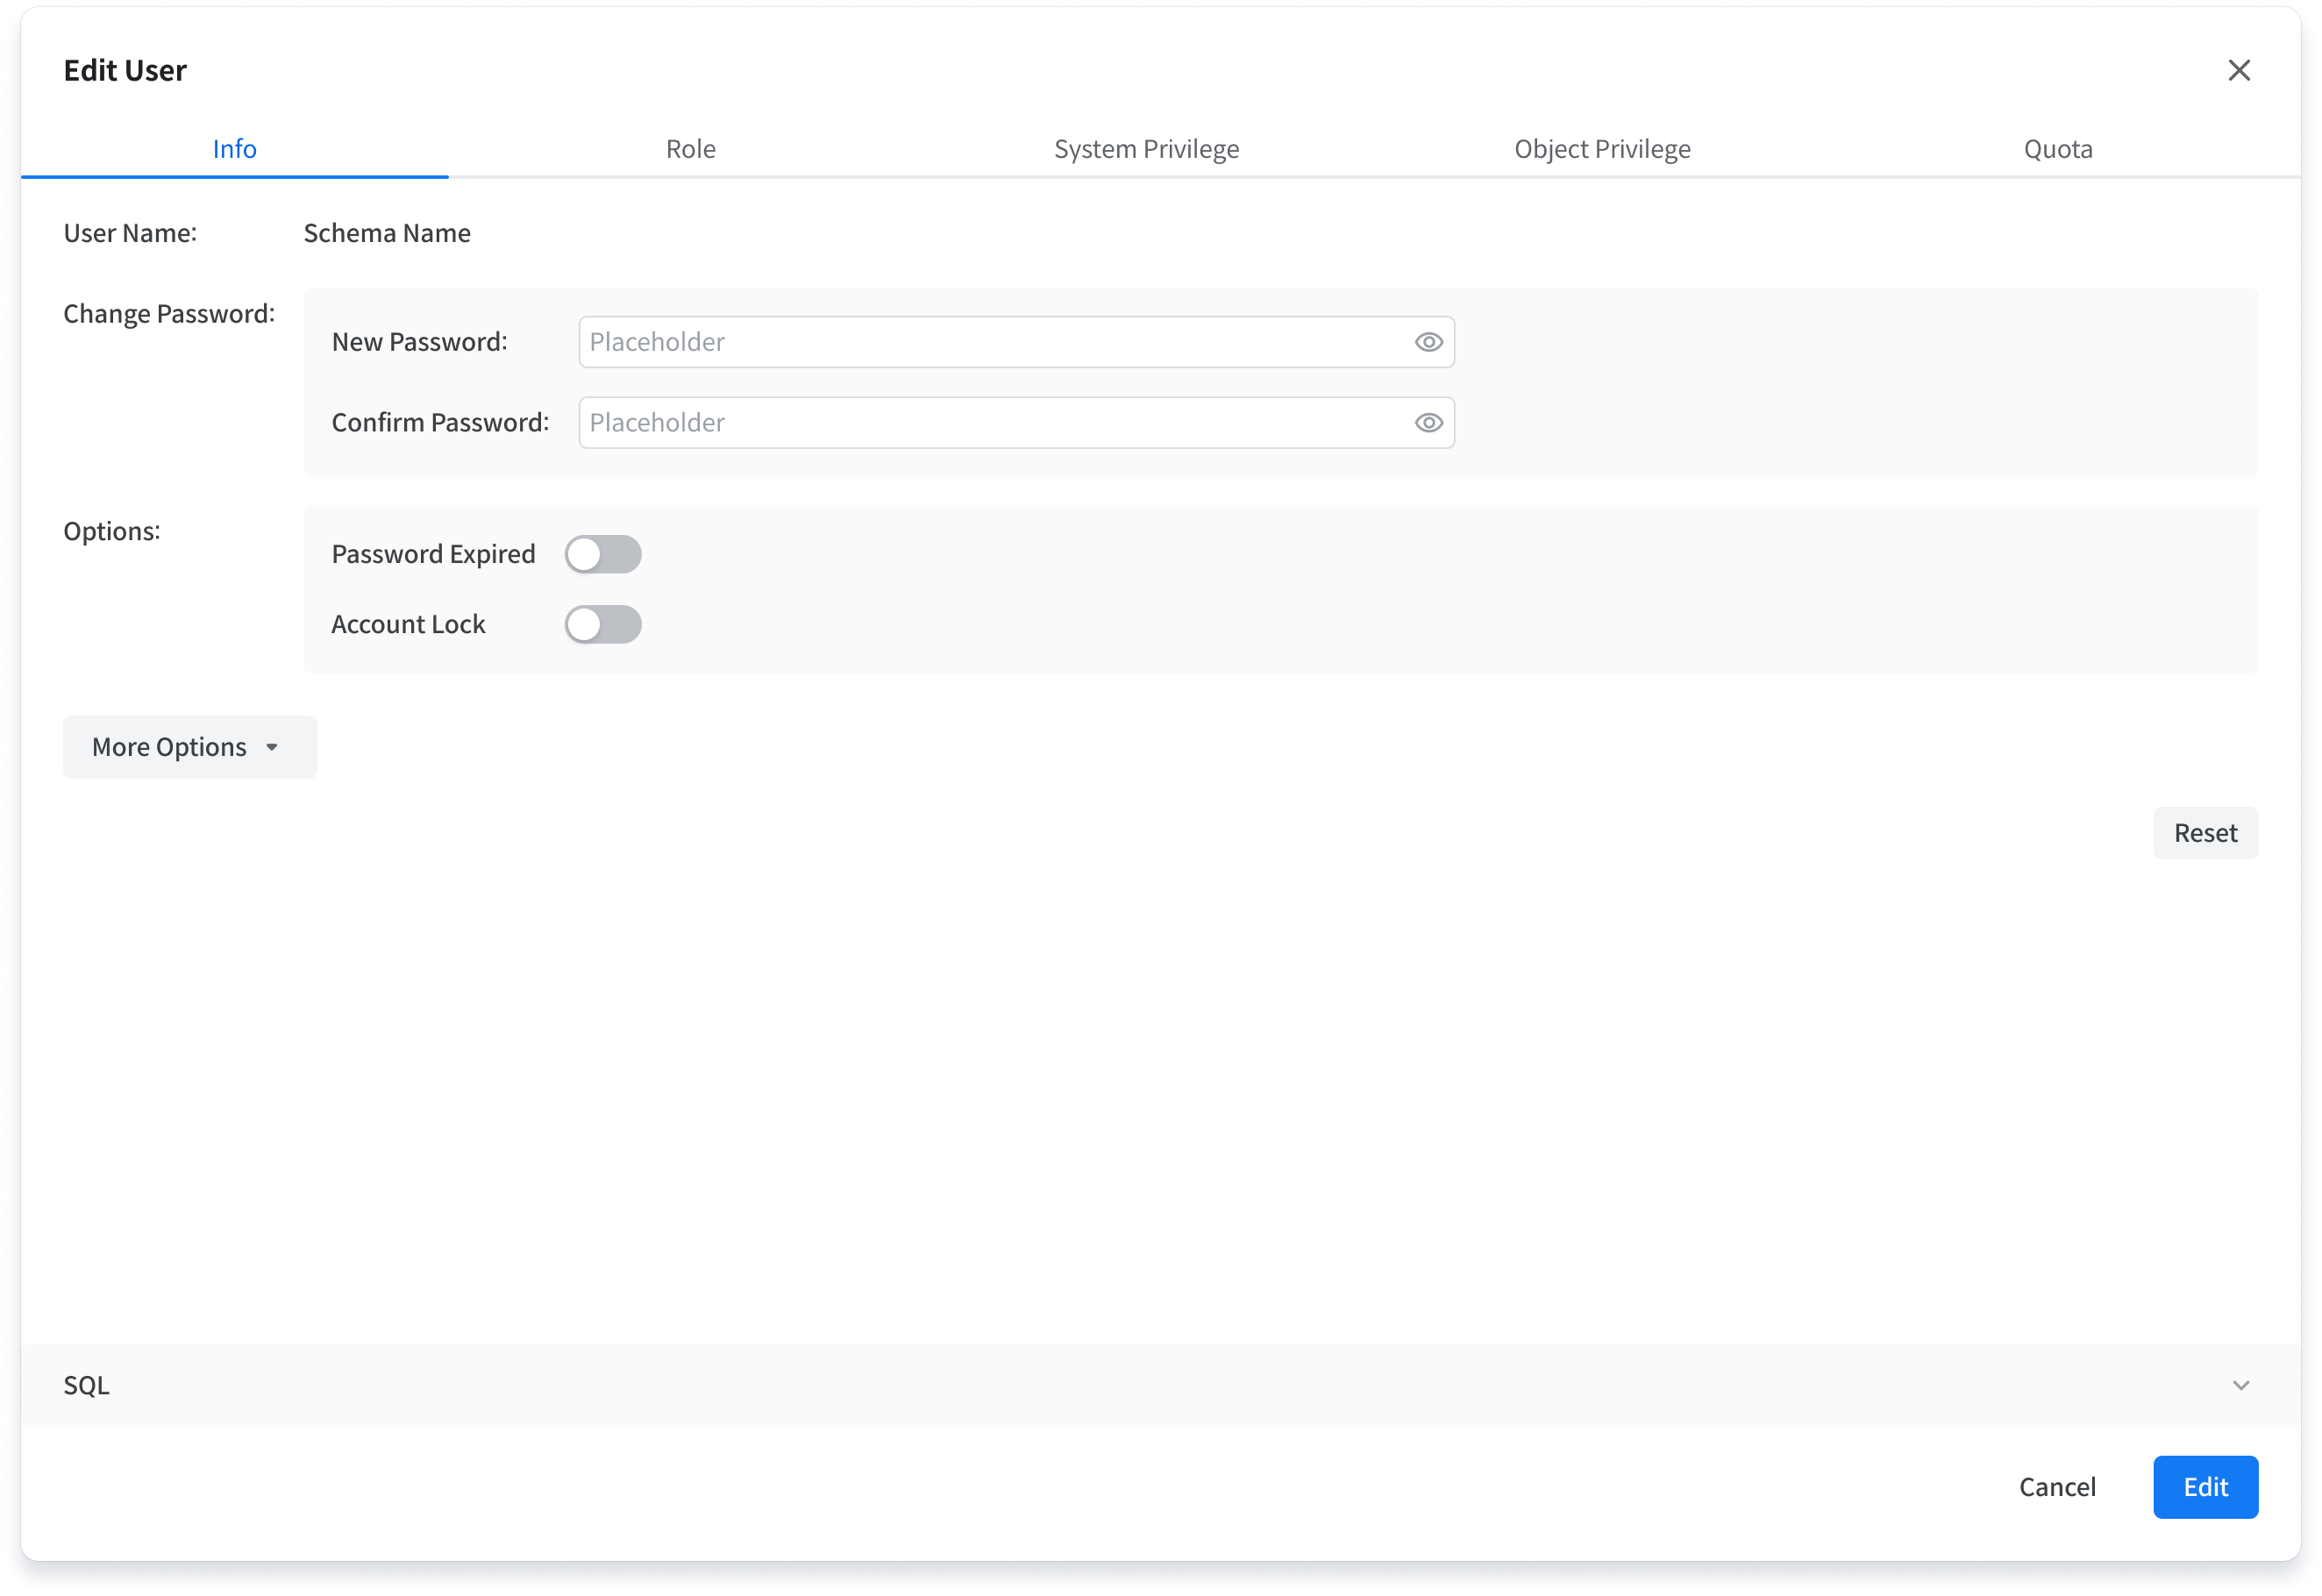 Edit User
Info Role System Privilege Object Privilege Quota
User Name: Schema Name
Change Password:
New Password: Placeholder
Confirm Password: Placeholder
Options:
Password Expired
Account Lock
More Options
Reset
SQL
Cancel Edit